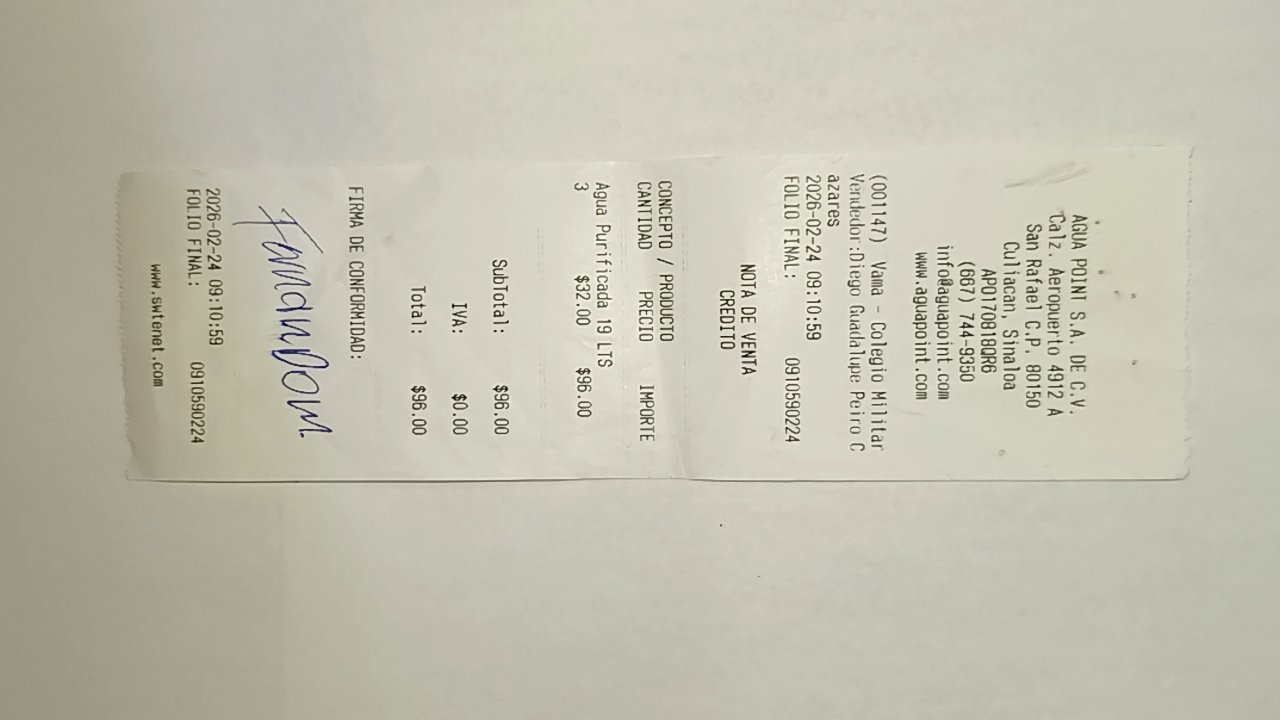 AGUA POINT S.A. DE C.V.
Calz. Aeropuerto 4912 A
San Rafael C.P. 80150
Culiacan, Sinaloa
APO170818QR6
(667) 744-9350
info@aguapoint.com
www.aguapoint.com
(001147) Vama - Colegio Militar
Vendedor:Diego Guadalupe Peiro C
azares
2026-02-24 09:10:59
FOLIO FINAL: 0910590224
NOTA DE VENTA
CREDITO
CONCEPTO / PRODUCTO
CANTIDAD PRECIO IMPORTE
Agua Purificada 19 LTS
3 $32.00 $96.00
SubTotal: $96.00
IVA: $0.00
Total: $96.00
FIRMA DE CONFORMIDAD:
2026-02-24 09:10:59
FOLIO FINAL: 0910590224
www.swtenet.com